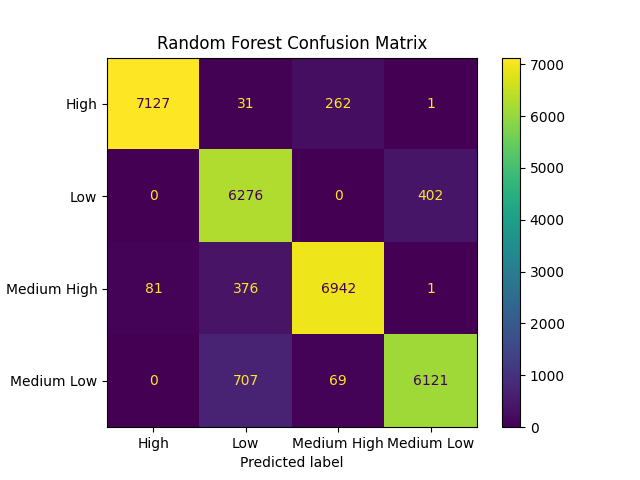 Random Forest Confusion Matrix
High 7127 31 262 1
Low 0 6276 0 402
Medium High 81 376 6942 1
Medium Low 0 707 69 6121
High Low Medium High Medium Low
Predicted label
7000
6000
5000
4000
3000
2000
1000
0